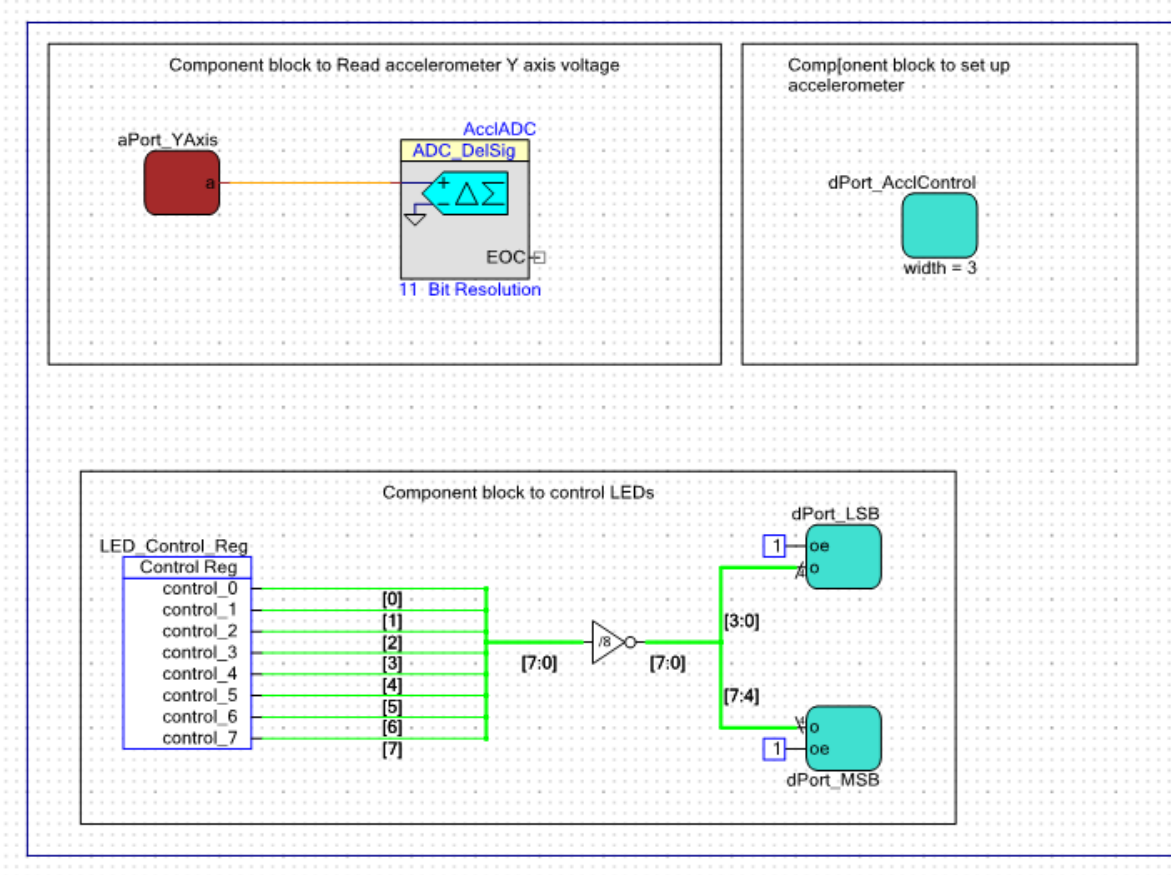 Component block to Read accelerometer Y axis voltage
aPort_YAxis
a
AcclADC
ADC_DelSig
+
-
ΔΣ
EOC
11 Bit Resolution
Comp[onent block to set up
accelerometer
dPort_AcclControl
width = 3
Component block to control LEDs
LED_Control_Reg
Control Reg
control_0
[0]
control_1
[1]
control_2
[2]
control_3
[3]
control_4
[4]
control_5
[5]
control_6
[6]
control_7
[7]
[7:0]
/8
[7:0]
[3:0]
[7:4]
dPort_LSB
1
oe
4
o
4
o
1
oe
dPort_MSB